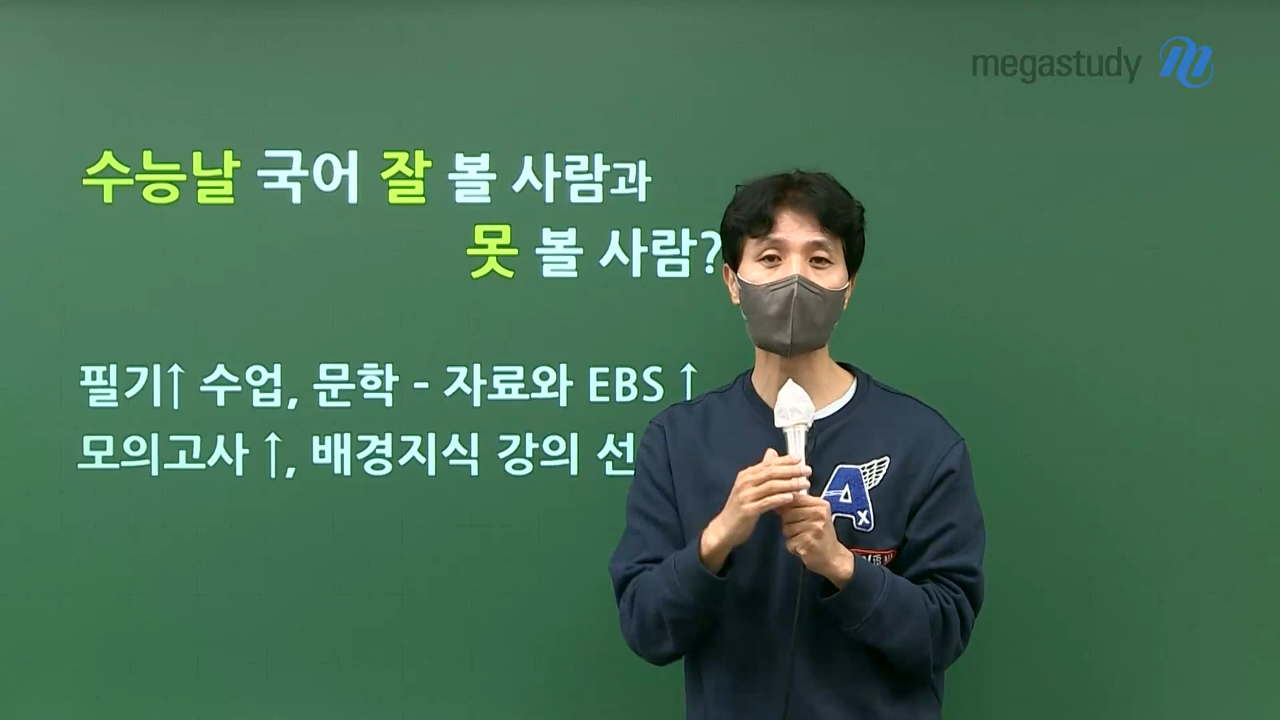 megastudy
수능날 국어 잘 볼 사람과
못 볼 사람?
필기↑ 수업, 문학 - 자료와 EBS ↑
모의고사 ↑, 배경지식 강의 선
A
x